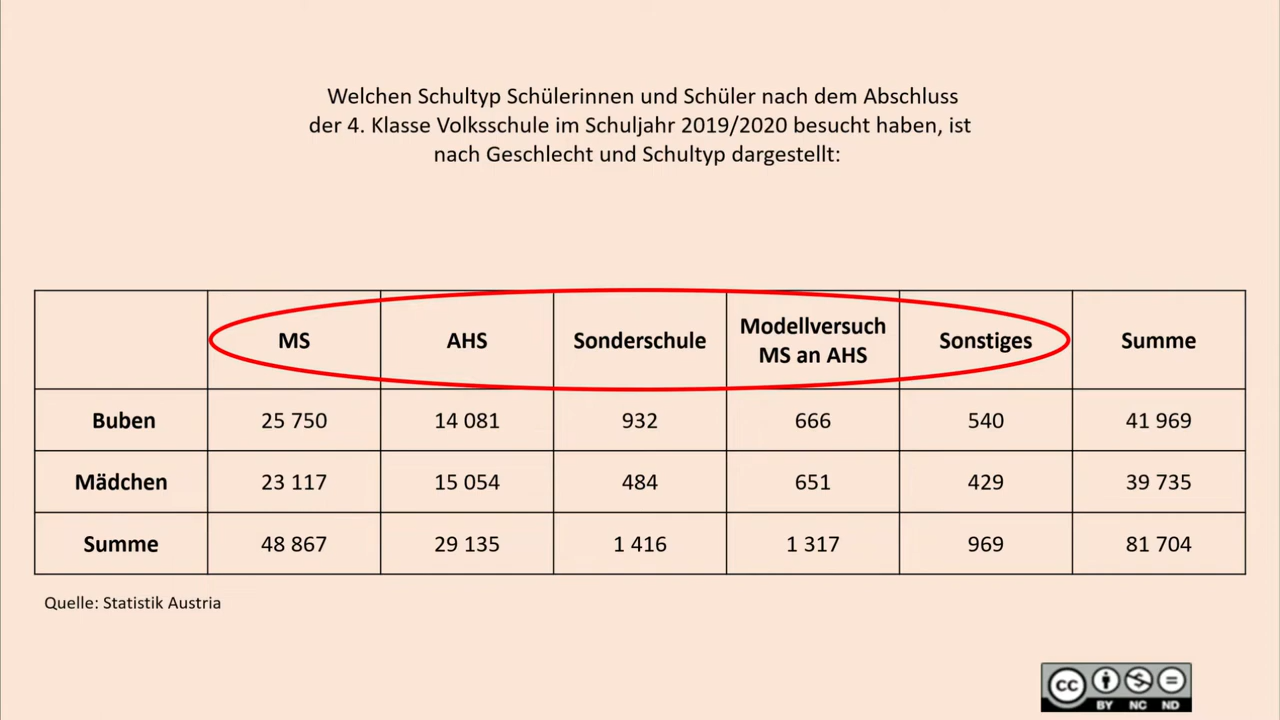 Welchen Schultyp Schülerinnen und Schüler nach dem Abschluss
der 4. Klasse Volksschule im Schuljahr 2019/2020 besucht haben, ist
nach Geschlecht und Schultyp dargestellt:
MS AHS Sonderschule Modellversuch MS an AHS Sonstiges Summe
Buben 25 750 14 081 932 666 540 41 969
Mädchen 23 117 15 054 484 651 429 39 735
Summe 48 867 29 135 1 416 1 317 969 81 704
Quelle: Statistik Austria
cc BY NC ND